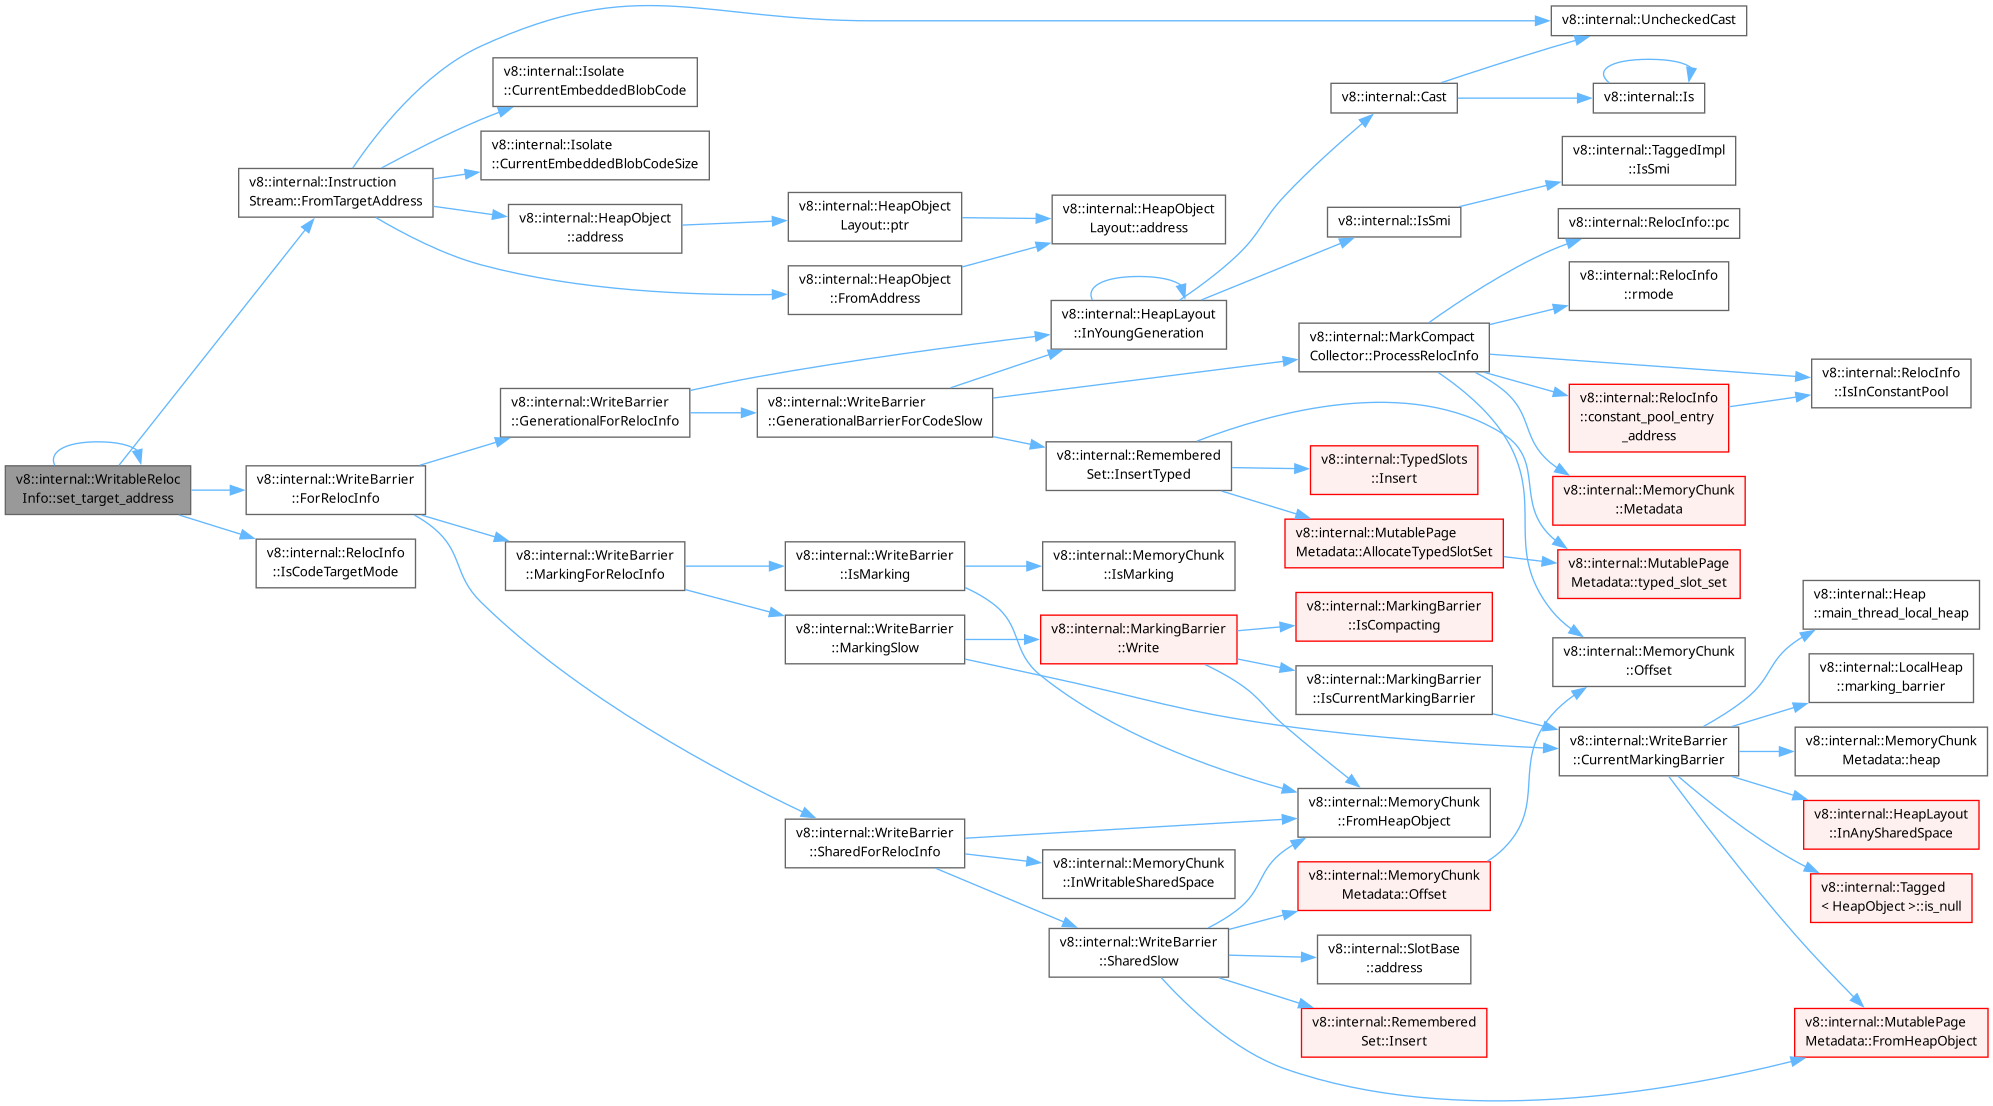 v8::internal::WritableReloc
Info::set_target_address
v8::internal::Instruction
Stream::FromTargetAddress
v8::internal::WriteBarrier
::ForRelocInfo
v8::internal::RelocInfo
::IsCodeTargetMode
v8::internal::Isolate
::CurrentEmbeddedBlobCode
v8::internal::Isolate
::CurrentEmbeddedBlobCodeSize
v8::internal::HeapObject
::address
v8::internal::WriteBarrier
::GenerationalForRelocInfo
v8::internal::WriteBarrier
::MarkingForRelocInfo
v8::internal::HeapObject
Layout::ptr
v8::internal::HeapObject
::FromAddress
v8::internal::WriteBarrier
::GenerationalBarrierForCodeSlow
v8::internal::WriteBarrier
::IsMarking
v8::internal::WriteBarrier
::MarkingSlow
v8::internal::WriteBarrier
::SharedForRelocInfo
v8::internal::HeapObject
Layout::address
v8::internal::HeapLayout
::InYoungGeneration
v8::internal::Remembered
Set::InsertTyped
v8::internal::MemoryChunk
::IsMarking
v8::internal::MarkingBarrier
::Write
v8::internal::MemoryChunk
::InWritableSharedSpace
v8::internal::WriteBarrier
::SharedSlow
v8::internal::Cast
v8::internal::IsSmi
v8::internal::MarkCompact
Collector::ProcessRelocInfo
v8::internal::TypedSlots
::Insert
v8::internal::MutablePage
Metadata::AllocateTypedSlotSet
v8::internal::MarkingBarrier
::IsCompacting
v8::internal::MarkingBarrier
::IsCurrentMarkingBarrier
v8::internal::MemoryChunk
::FromHeapObject
v8::internal::MemoryChunk
Metadata::Offset
v8::internal::SlotBase
::address
v8::internal::Remembered
Set::Insert
v8::internal::UncheckedCast
v8::internal::Is
v8::internal::TaggedImpl
::IsSmi
v8::internal::RelocInfo::pc
v8::internal::RelocInfo
::rmode
v8::internal::RelocInfo
::constant_pool_entry
_address
v8::internal::MemoryChunk
::Metadata
v8::internal::MutablePage
Metadata::typed_slot_set
v8::internal::MemoryChunk
::Offset
v8::internal::WriteBarrier
::CurrentMarkingBarrier
v8::internal::RelocInfo
::IsInConstantPool
v8::internal::Heap
::main_thread_local_heap
v8::internal::LocalHeap
::marking_barrier
v8::internal::MemoryChunk
Metadata::heap
v8::internal::HeapLayout
::InAnySharedSpace
v8::internal::Tagged
< HeapObject >::is_null
v8::internal::MutablePage
Metadata::FromHeapObject